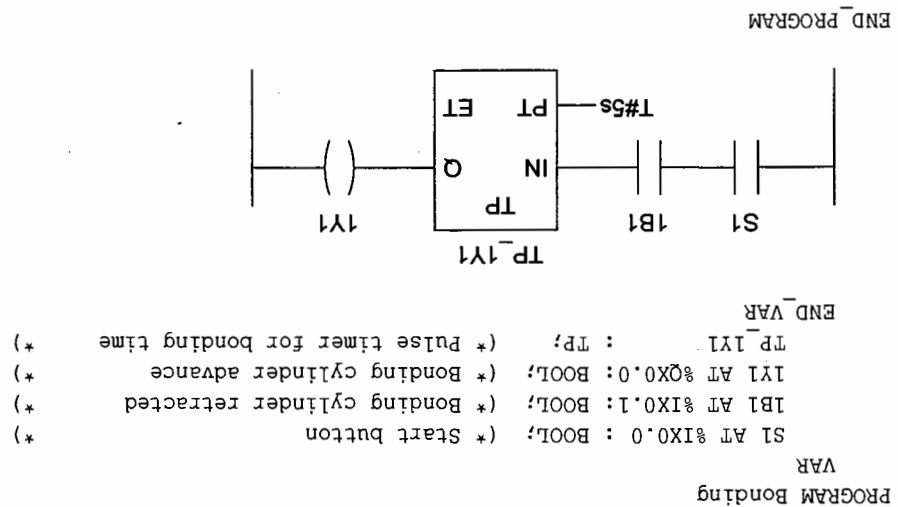 PROGRAM Bonding
VAR
S1 AT %IX0.0 : BOOL; (* Start button *)
1B1 AT %IX0.1: BOOL; (* Bonding cylinder retracted *)
1Y1 AT %QX0.0: BOOL; (* Bonding cylinder advance *)
TP_1Y1 : TP; (* Pulse timer for bonding time *)
END_VAR
TP_1Y1
S1 1B1 TP 1Y1
IN Q
T#5s PT ET
END_PROGRAM